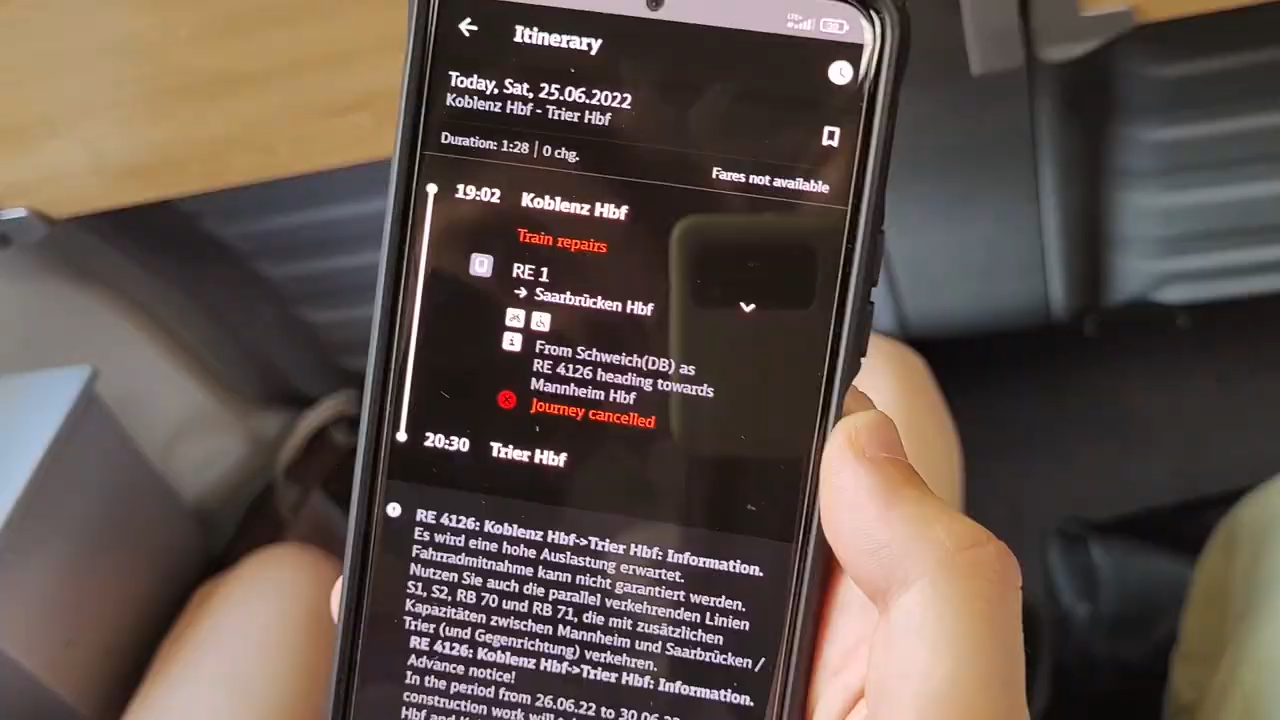 LTE+
30
Itinerary
Today, Sat, 25.06.2022
Koblenz Hbf - Trier Hbf
Duration: 1:28 | 0 chg.
Fares not available
19:02 Koblenz Hbf
Train repairs
RE 1
→ Saarbrücken Hbf
From Schweich(DB) as
RE 4126 heading towards
Mannheim Hbf
Journey cancelled
20:30 Trier Hbf
RE 4126: Koblenz Hbf->Trier Hbf: Information.
Es wird eine hohe Auslastung erwartet.
Fahrradmitnahme kann nicht garantiert werden.
Nutzen Sie auch die parallel verkehrenden Linien
S1, S2, RB 70 und RB 71, die mit zusätzlichen
Kapazitäten zwischen Mannheim und Saarbrücken /
Trier (und Gegenrichtung) verkehren.
RE 4126: Koblenz Hbf->Trier Hbf: Information.
Advance notice!
In the period from 26.06.22 to 30.06
construction work will
Hbf and